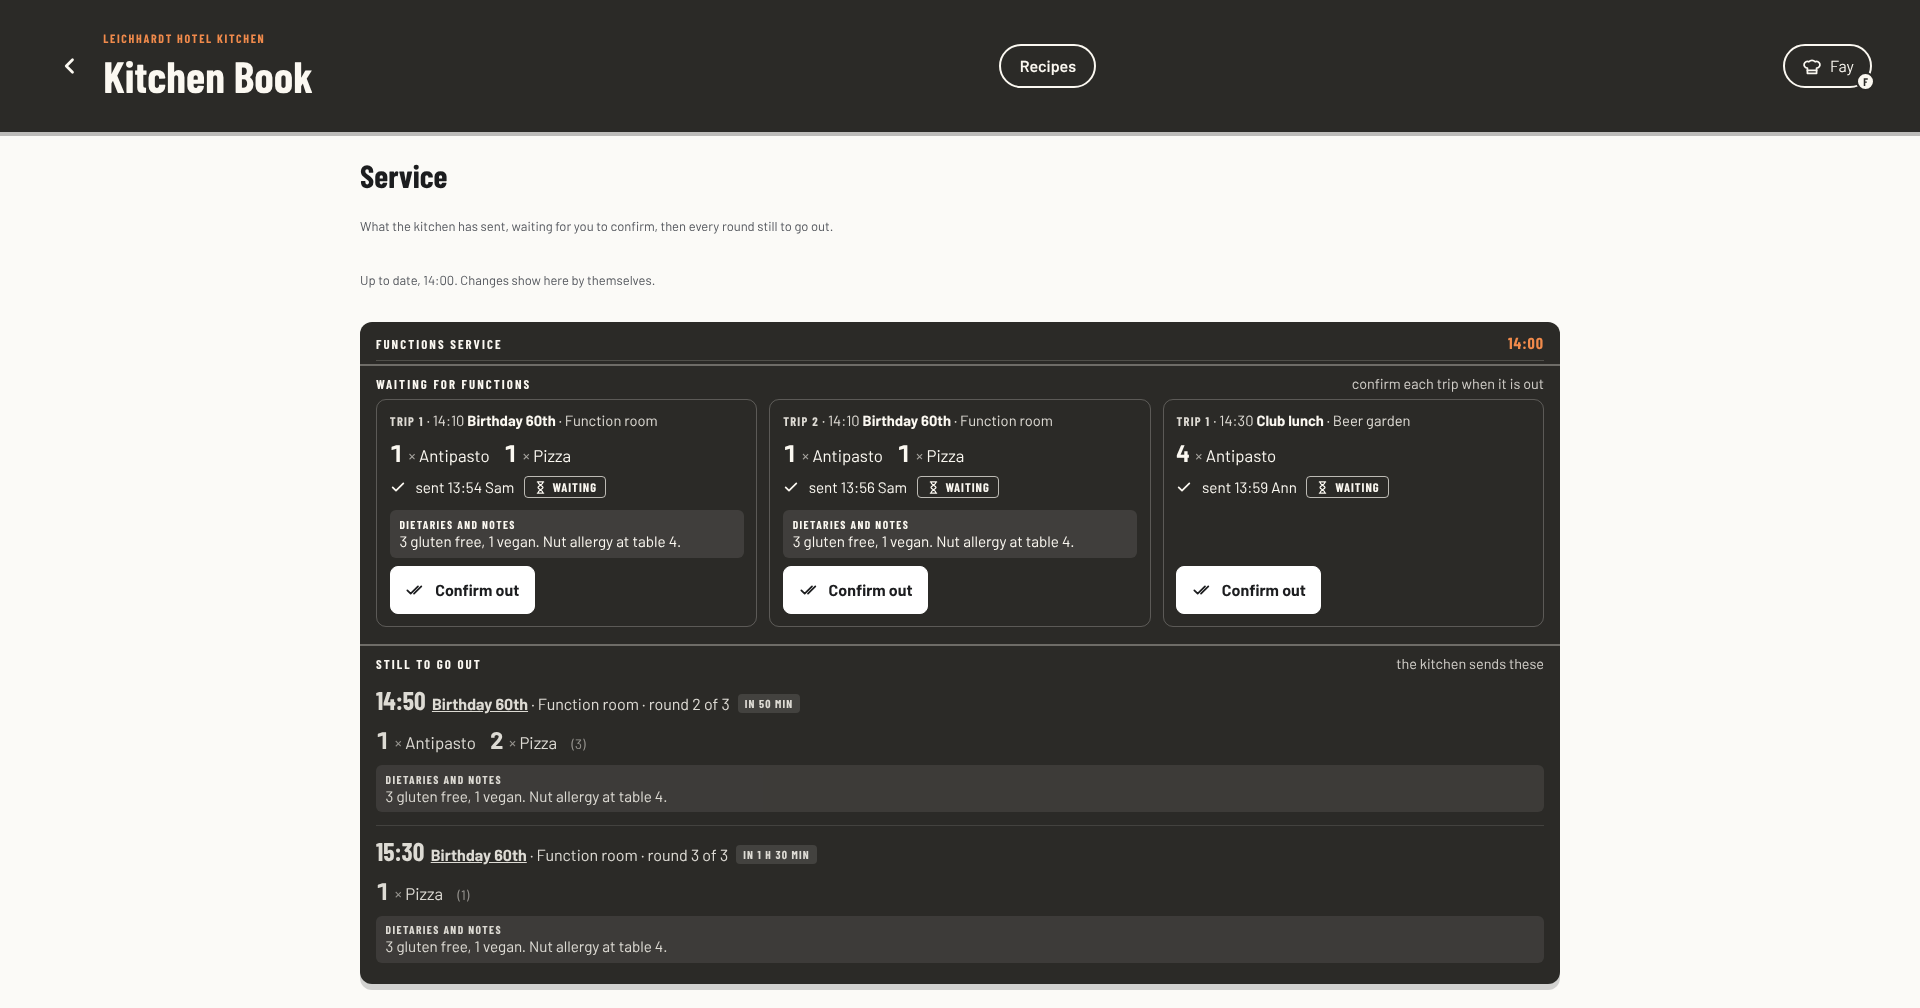 LEICHHARDT HOTEL KITCHEN
Kitchen Book
Recipes
Fay
F
Service
What the kitchen has sent, waiting for you to confirm, then every round still to go out.
Up to date, 14:00. Changes show here by themselves.
FUNCTIONS SERVICE
14:00
WAITING FOR FUNCTIONS
confirm each trip when it is out
TRIP 1 · 14:10 Birthday 60th · Function room
1 × Antipasto 1 × Pizza
sent 13:54 Sam WAITING
DIETARIES AND NOTES
3 gluten free, 1 vegan. Nut allergy at table 4.
Confirm out
TRIP 2 · 14:10 Birthday 60th · Function room
1 × Antipasto 1 × Pizza
sent 13:56 Sam WAITING
DIETARIES AND NOTES
3 gluten free, 1 vegan. Nut allergy at table 4.
Confirm out
TRIP 1 · 14:30 Club lunch · Beer garden
4 × Antipasto
sent 13:59 Ann WAITING
Confirm out
STILL TO GO OUT
the kitchen sends these
14:50 Birthday 60th · Function room · round 2 of 3 IN 50 MIN
1 × Antipasto 2 × Pizza (3)
DIETARIES AND NOTES
3 gluten free, 1 vegan. Nut allergy at table 4.
15:30 Birthday 60th · Function room · round 3 of 3 IN 1 H 30 MIN
1 × Pizza (1)
DIETARIES AND NOTES
3 gluten free, 1 vegan. Nut allergy at table 4.